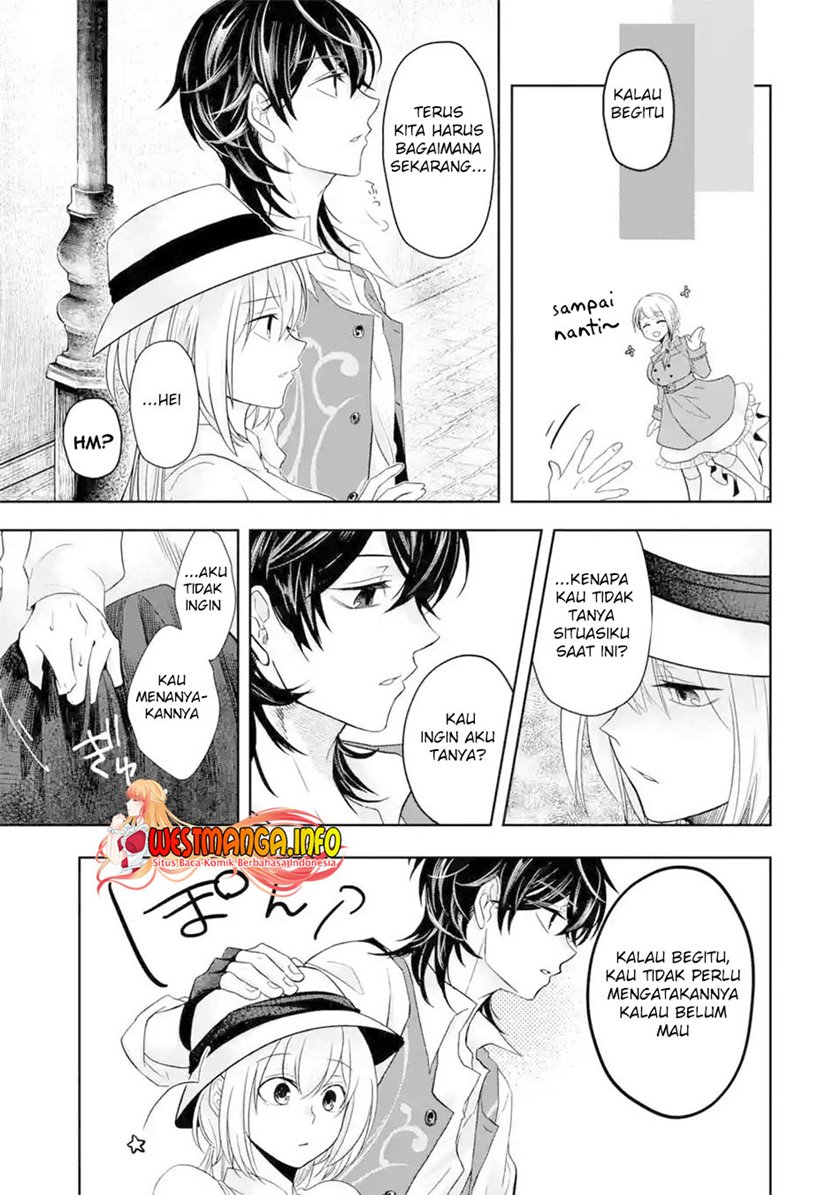 KALAU
BEGITU
sampai
nanti~
TERUS
KITA HARUS
BAGAIMANA
SEKARANG...
...HEI
HM?
...KENAPA
KAU TIDAK
TANYA
SITUASIKU
SAAT INI?
KAU
INGIN AKU
TANYA?
...AKU
TIDAK
INGIN
KAU
MENANYA-
KANNYA
ぎゅ
WESTMANGA.INFO
Situs Baca Komik Berbahasa Indonesia
ぽん
KALAU BEGITU,
KAU TIDAK PERLU
MENGATAKANNYA
KALAU BELUM
MAU